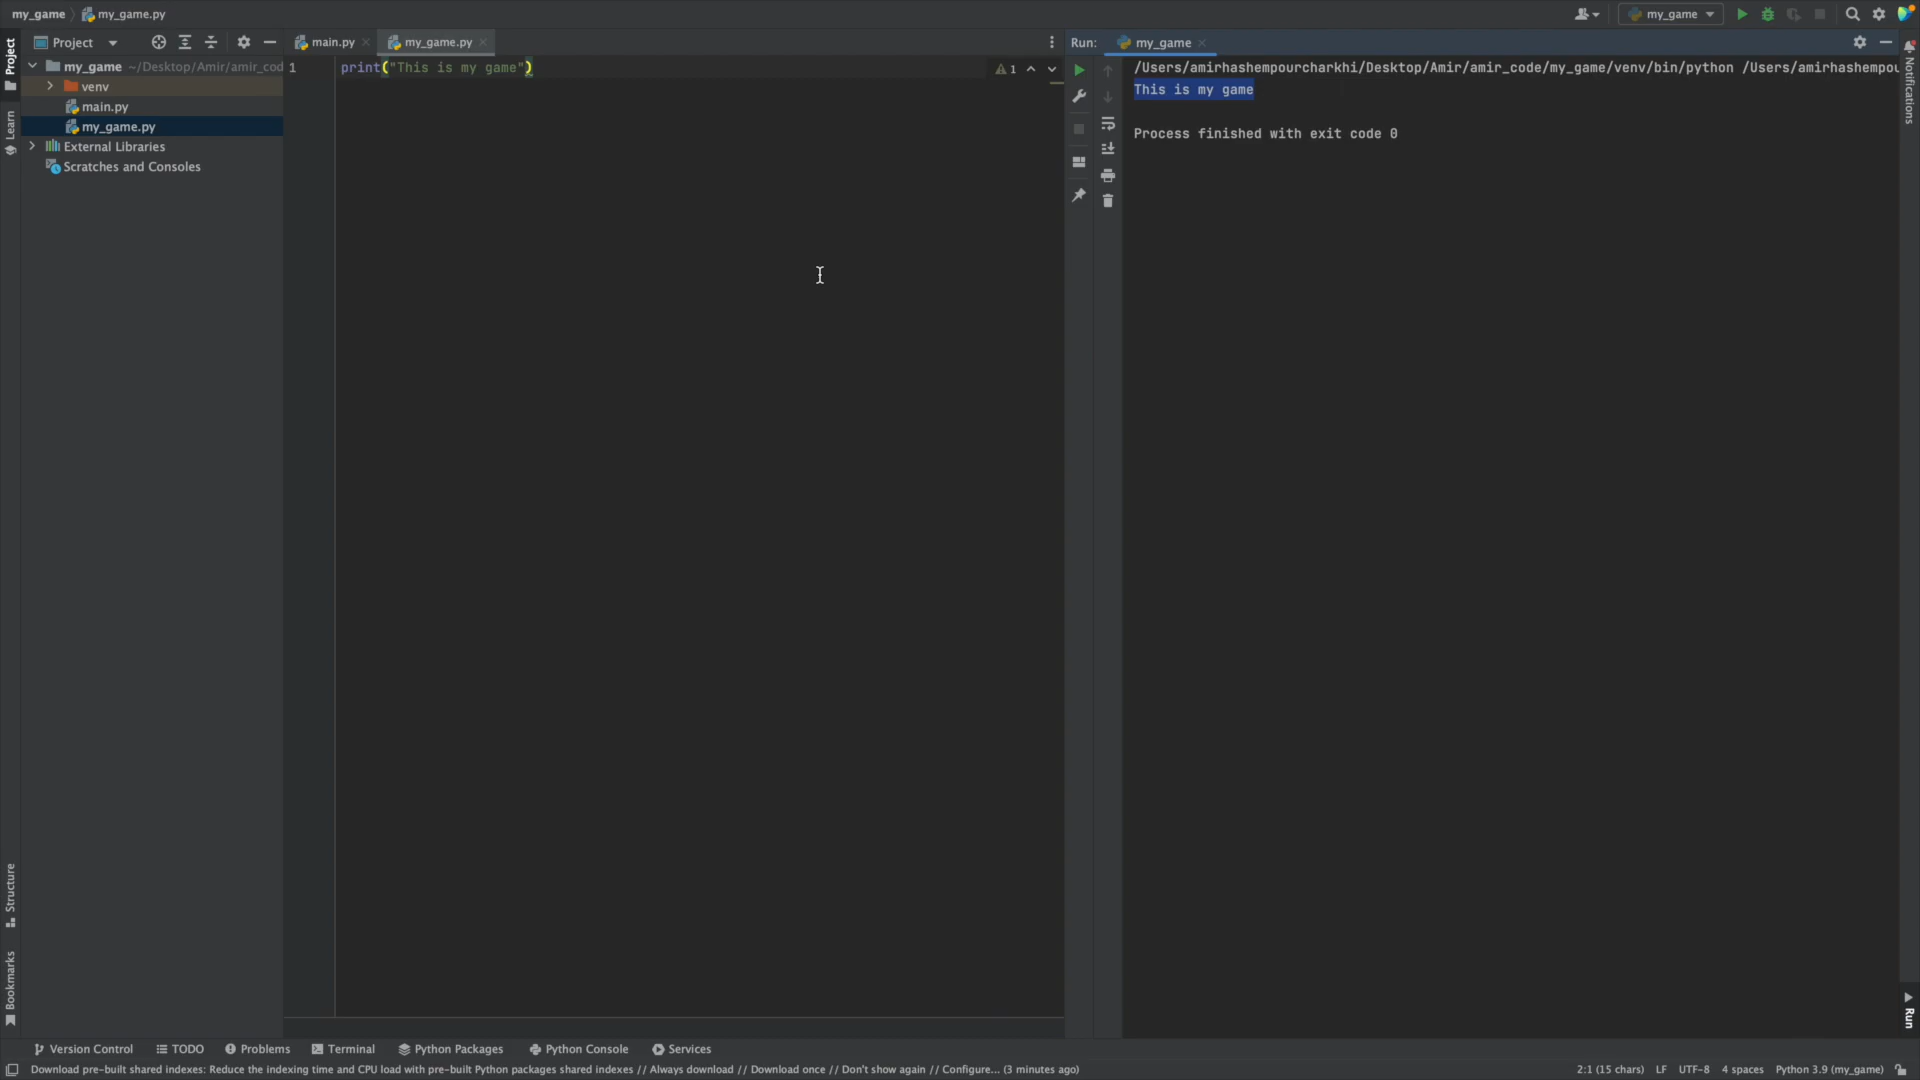 my_game my_game.py
my_game
Project
main.py
my_game.py
Run:
my_game
Project
Learn
Structure
Bookmarks
my_game ~/Desktop/Amir/amir_cod
venv
main.py
my_game.py
External Libraries
Scratches and Consoles
1
print("This is my game")
1
/Users/amirhashempourcharkhi/Desktop/Amir/amir_code/my_game/venv/bin/python /Users/amirhashempou
This is my game
Process finished with exit code 0
Notifications
Run
Version Control
TODO
Problems
Terminal
Python Packages
Python Console
Services
Download pre-built shared indexes: Reduce the indexing time and CPU load with pre-built Python packages shared indexes // Always download // Download once // Don't show again // Configure... (3 minutes ago)
2:1 (15 chars)
LF
UTF-8
4 spaces
Python 3.9 (my_game)